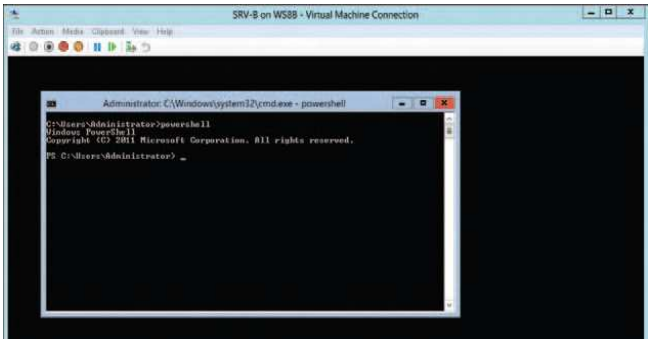 SRV-B on WS8B - Virtual Machine Connection
File Action Media Clipboard View Help
Administrator: C:\Windows\system32\cmd.exe - powershell
C:\Users\Administrator>powershell
Windows PowerShell
Copyright (C) 2011 Microsoft Corporation. All rights reserved.
PS C:\Users\Administrator> _